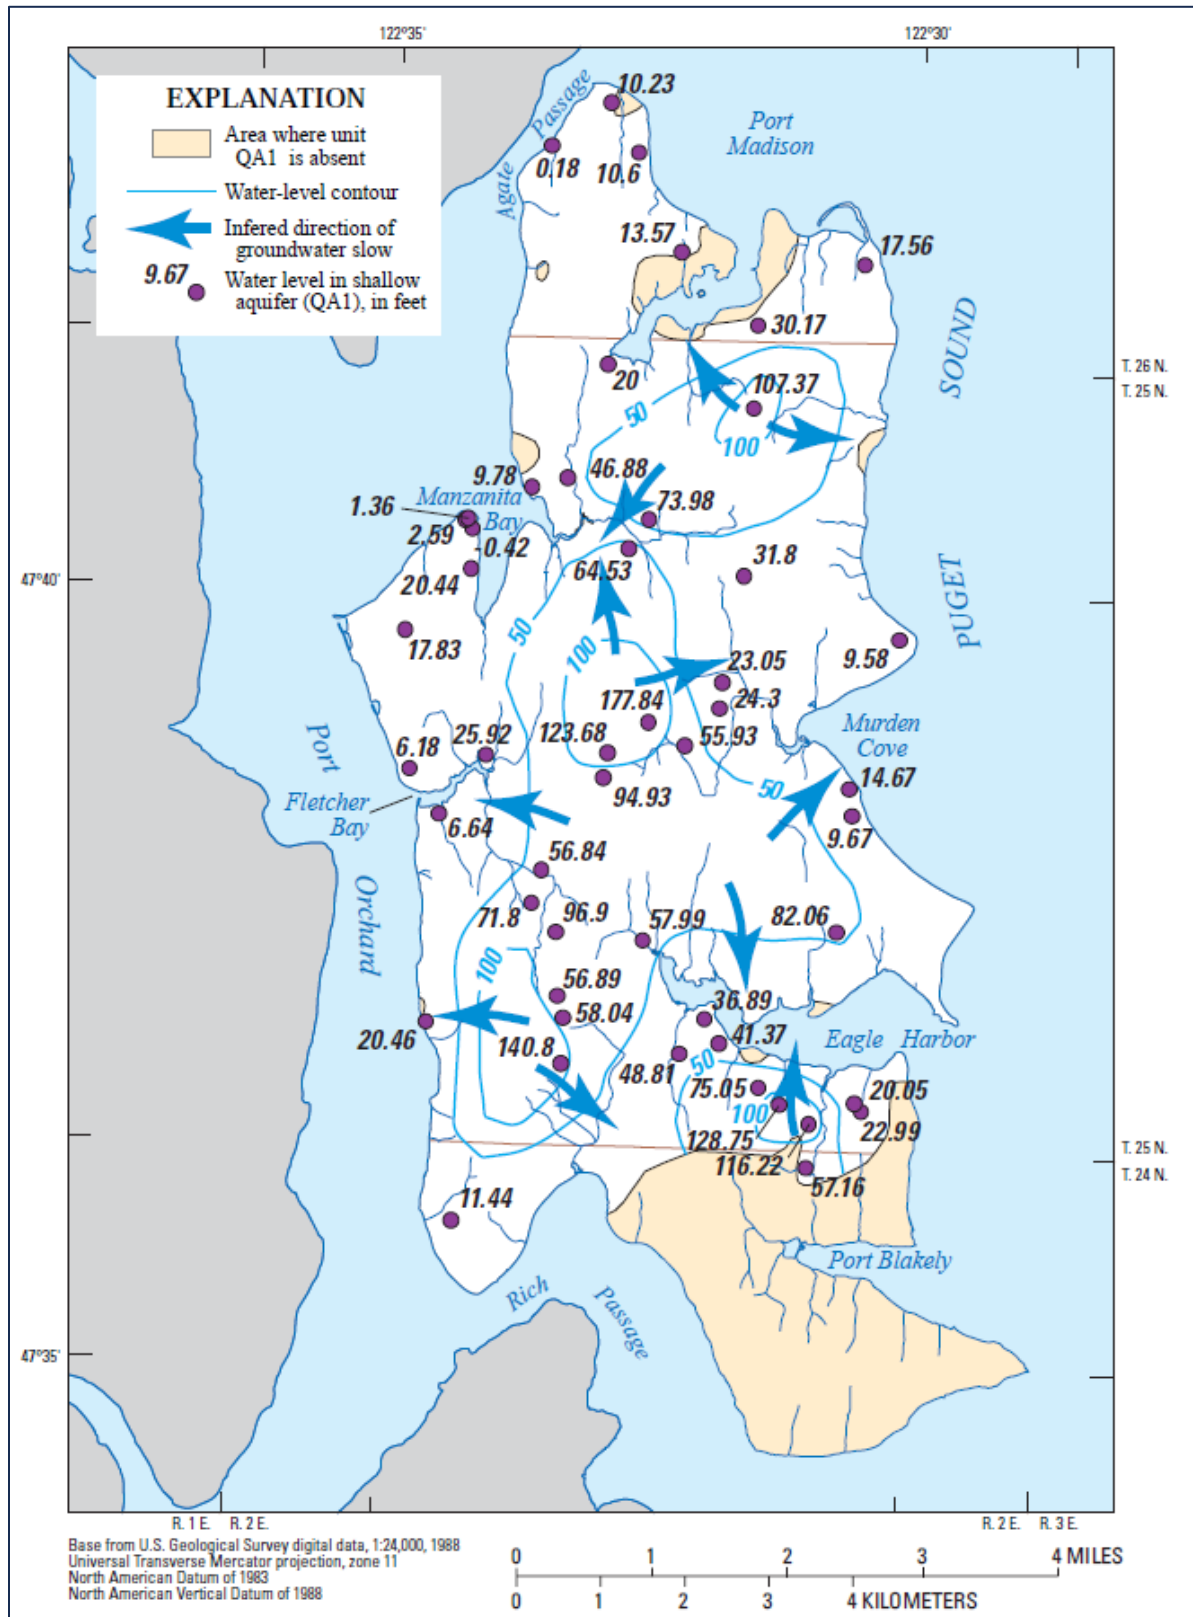 122°35'
122°30'
EXPLANATION
Area where unit
QA1 is absent
Water-level contour
Infered direction of
groundwater slow
9.67
Water level in shallow
aquifer (QA1), in feet
Agate Passage
10.23
0.18
10.6
Port
Madison
13.57
17.56
30.17
SOUND
T. 26 N.
T. 25 N.
20
50
107.37
100
9.78
46.88
Manzanita
Bay
1.36
2.59
-0.42
73.98
64.53
31.8
20.44
47°40'
PUGET
50
17.83
100
9.58
23.05
24.3
177.84
123.68
55.93
Murden
Cove
Port
6.18
25.92
94.93
50
14.67
Fletcher
Bay
6.64
9.67
56.84
Orchard
71.8
96.9
57.99
82.06
100
56.89
58.04
36.89
20.46
140.8
41.37
Eagle Harbor
48.81
50
75.05
100
20.05
22.99
128.75
116.22
57.16
T. 25 N.
T. 24 N.
11.44
Port Blakely
Rich Passage
47°35'
R. 1 E.
R. 2 E.
R. 2 E.
R. 3 E.
Base from U.S. Geological Survey digital data, 1:24,000, 1988
Universal Transverse Mercator projection, zone 11
North American Datum of 1983
North American Vertical Datum of 1988
0 1 2 3 4 MILES
0 1 2 3 4 KILOMETERS